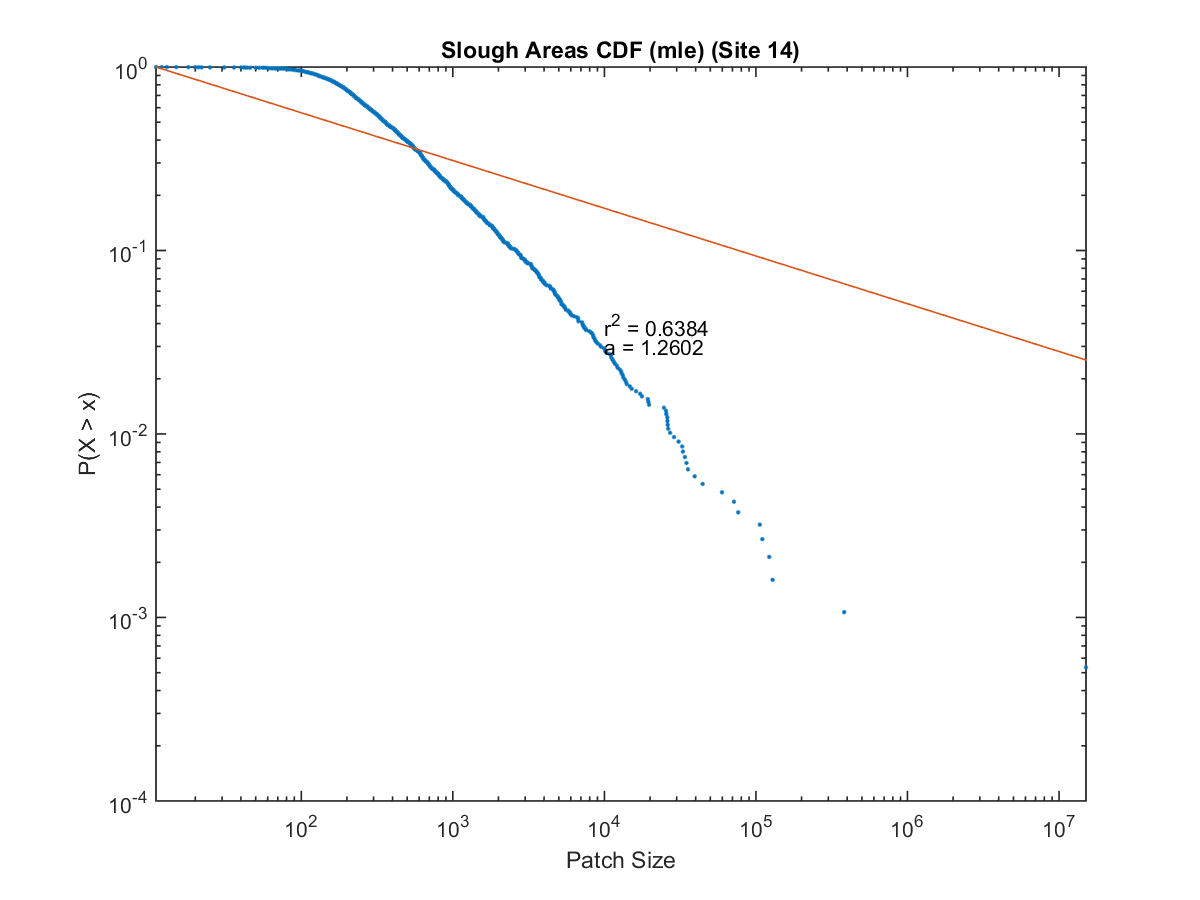 Slough Areas CDF (mle) (Site 14)
10^0
10^-1
10^-2
10^-3
10^-4
P(X > x)
r^2 = 0.6384
a = 1.2602
10^2 10^3 10^4 10^5 10^6 10^7
Patch Size